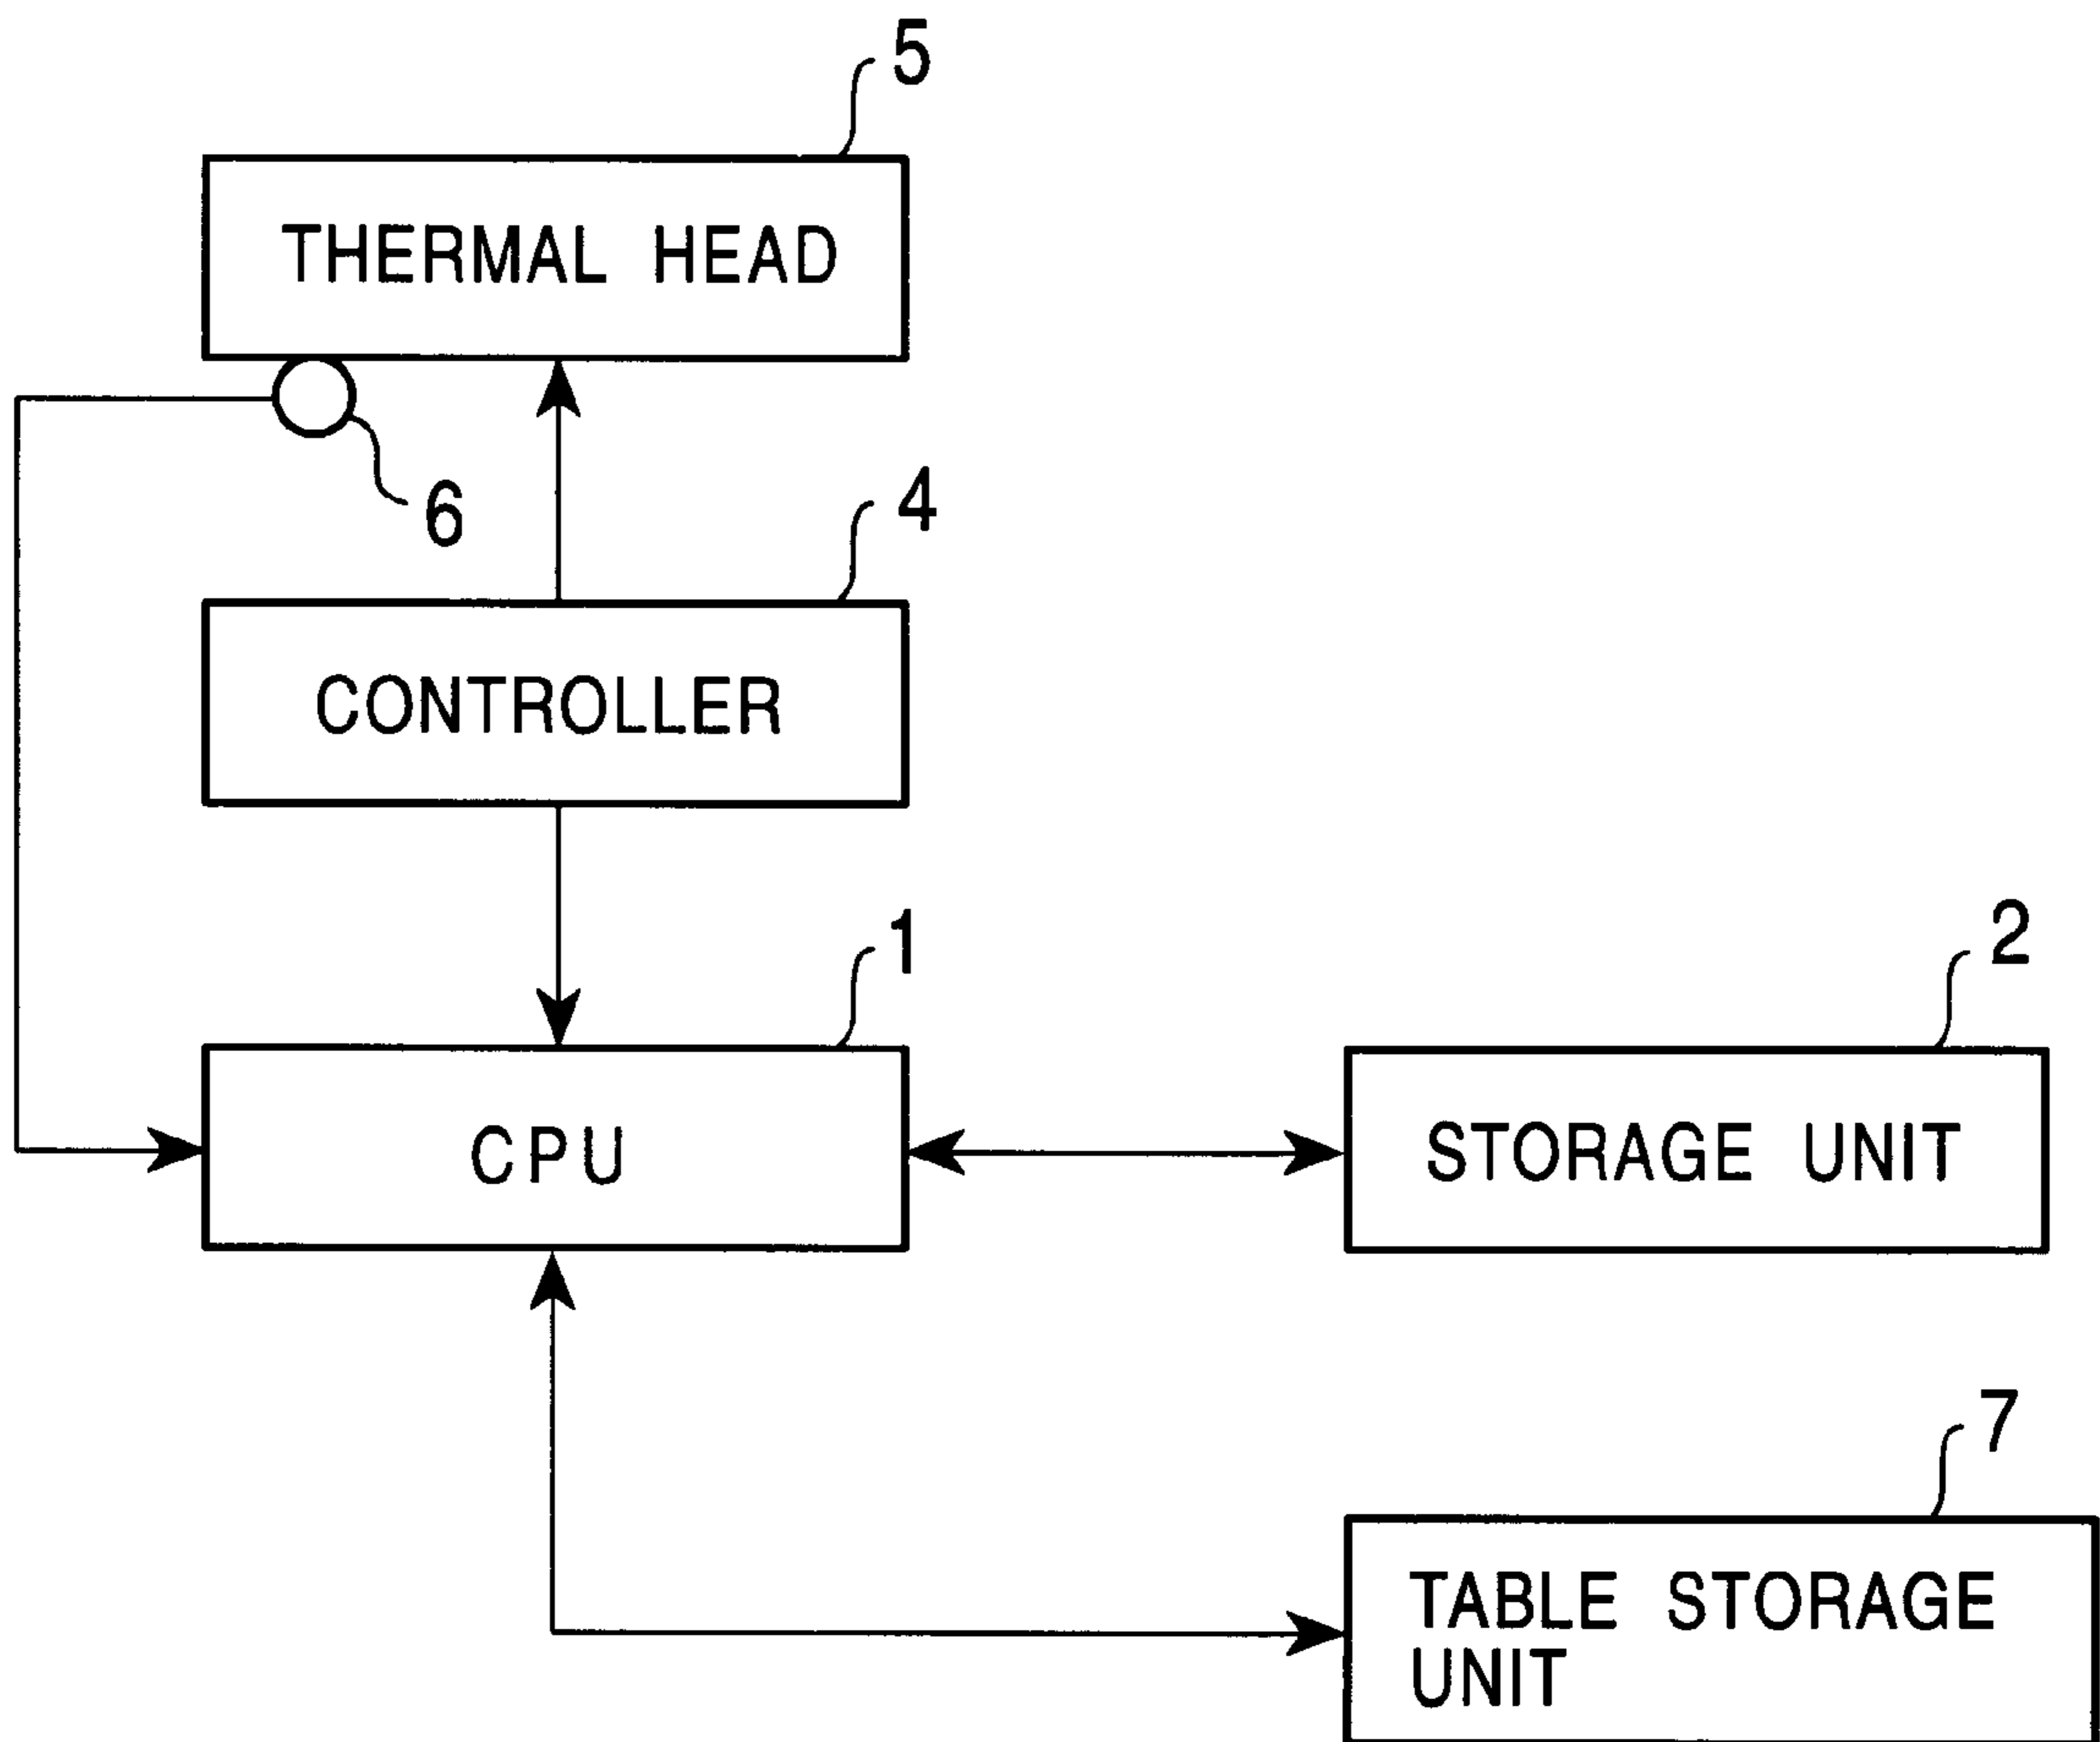 5
THERMAL HEAD
6
4
CONTROLLER
1
2
CPU
STORAGE UNIT
7
TABLE STORAGE
UNIT